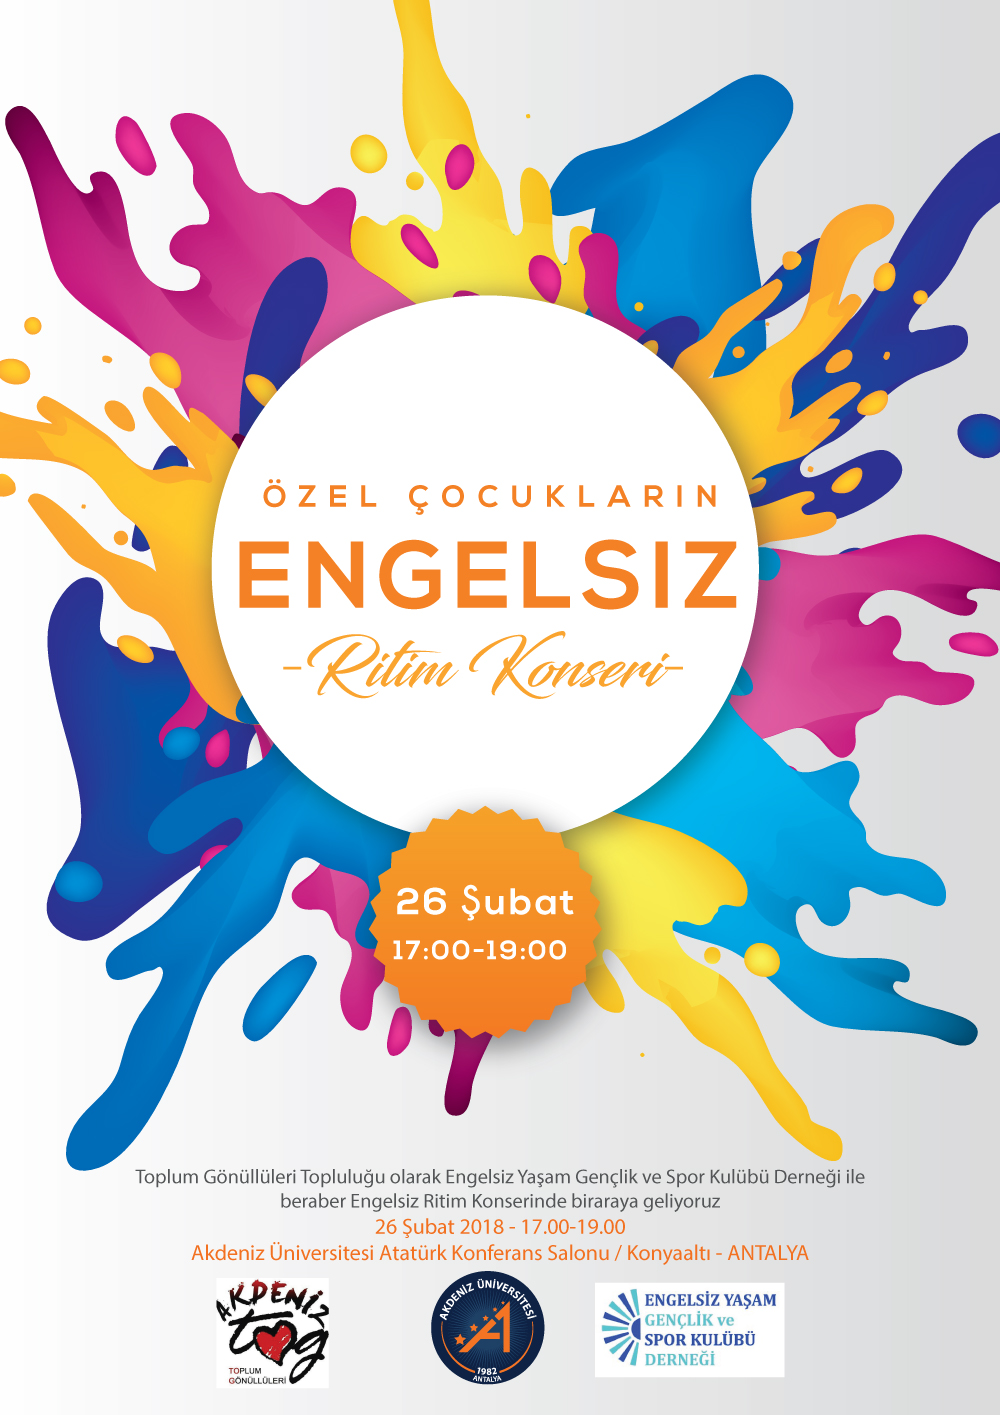 ÖZEL ÇOCUKLARIN
ENGELSIZ
-Ritim Konseri-
26 Şubat
17:00-19:00
Toplum Gönüllüleri Topluluğu olarak Engelsiz Yaşam Gençlik ve Spor Kulübü Derneği ile
beraber Engelsiz Ritim Konserinde biraraya geliyoruz
26 Şubat 2018 - 17.00-19.00
Akdeniz Üniversitesi Atatürk Konferans Salonu / Konyaaltı - ANTALYA
AKDENİZ
tog
TOPLUM
GÖNÜLLÜLERİ
AKDENİZ ÜNİVERSİTESİ
1982
ANTALYA
ENGELSİZ YAŞAM
GENÇLİK ve
SPOR KULÜBÜ
DERNEĞİ